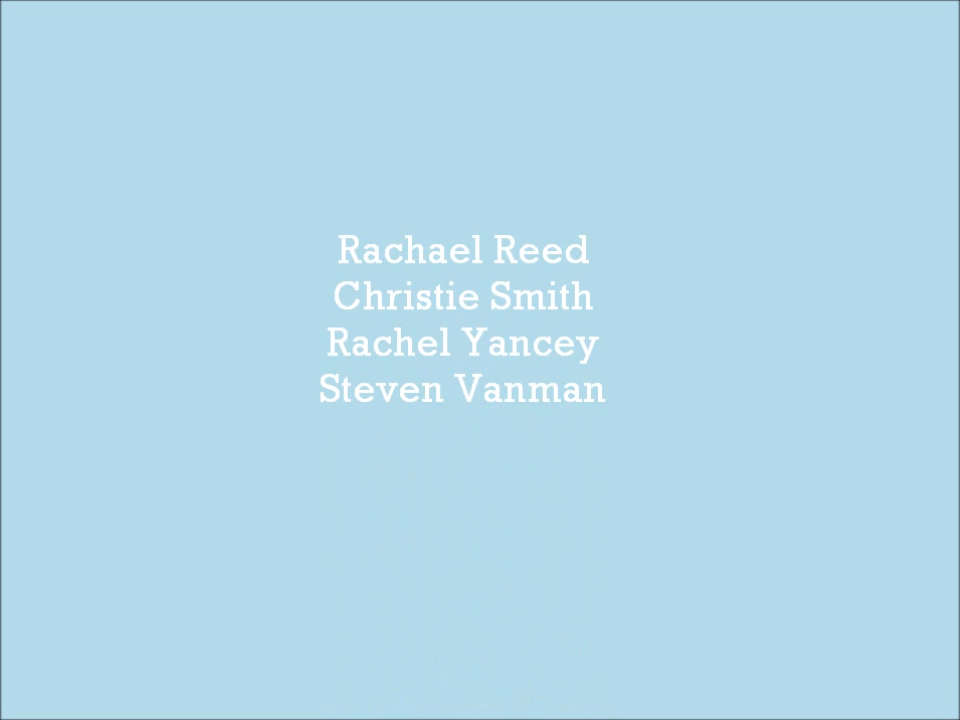 Rachael Reed
Christie Smith
Rachel Yancey
Steven Vanman